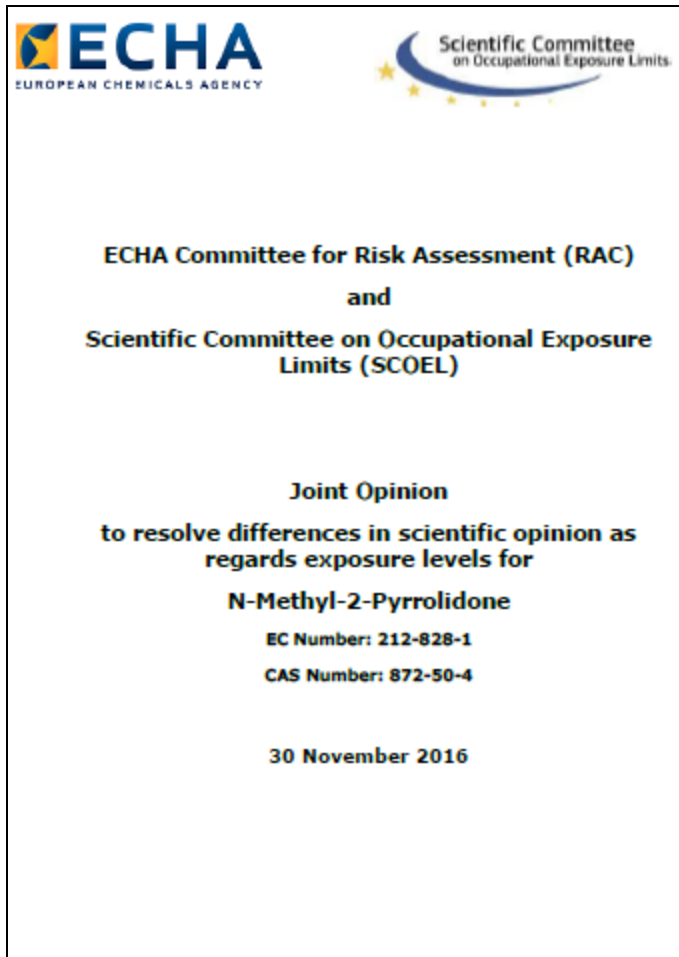 ECHA
EUROPEAN CHEMICALS AGENCY
Scientific Committee
on Occupational Exposure Limits
ECHA Committee for Risk Assessment (RAC)
and
Scientific Committee on Occupational Exposure
Limits (SCOEL)
Joint Opinion
to resolve differences in scientific opinion as
regards exposure levels for
N-Methyl-2-Pyrrolidone
EC Number: 212-828-1
CAS Number: 872-50-4
30 November 2016